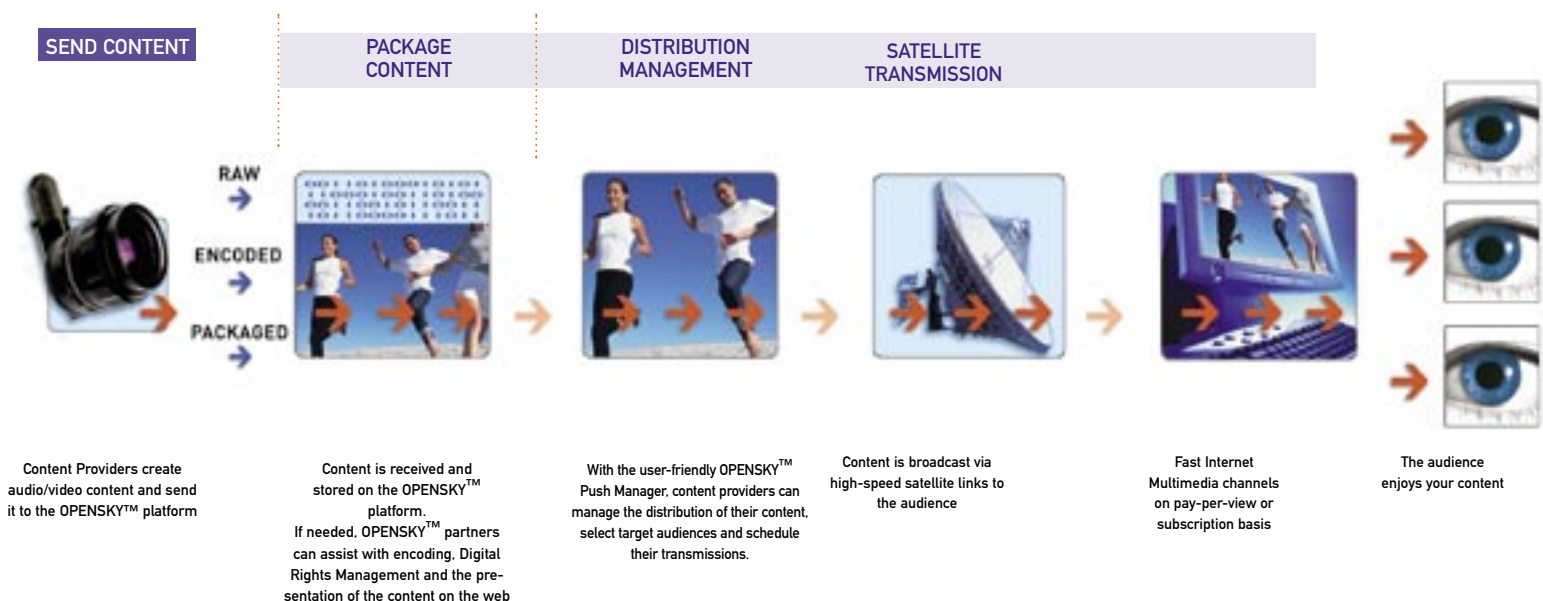 SEND CONTENT
PACKAGE
CONTENT
DISTRIBUTION
MANAGEMENT
SATELLITE
TRANSMISSION
RAW
ENCODED
PACKAGED
Content Providers create
audio/video content and send
it to the OPENSKY™ platform
Content is received and
stored on the OPENSKY™
platform.
If needed, OPENSKY™ partners
can assist with encoding, Digital
Rights Management and the pre-
sentation of the content on the web
With the user-friendly OPENSKY™
Push Manager, content providers can
manage the distribution of their content,
select target audiences and schedule
their transmissions.
Content is broadcast via
high-speed satellite links to
the audience
Fast Internet
Multimedia channels
on pay-per-view or
subscription basis
The audience
enjoys your content